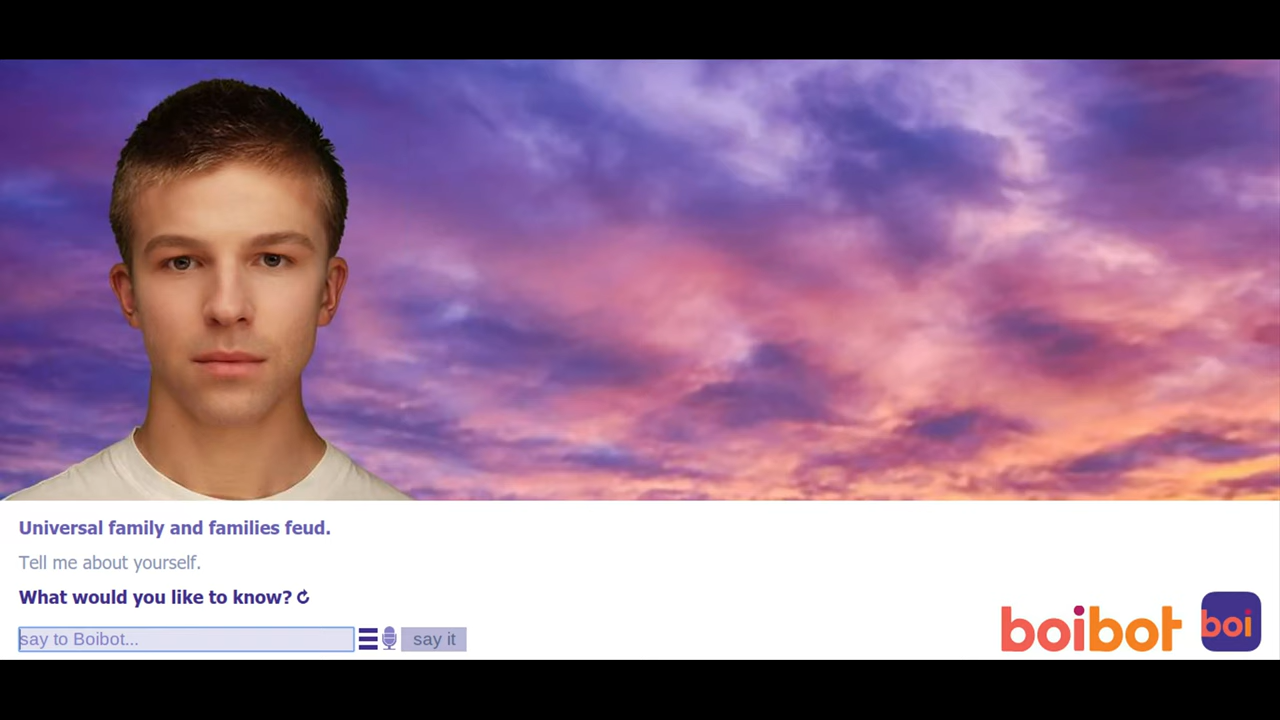 Universal family and families feud.
Tell me about yourself.
What would you like to know?
say to Boibot...
say it
boibot
boi